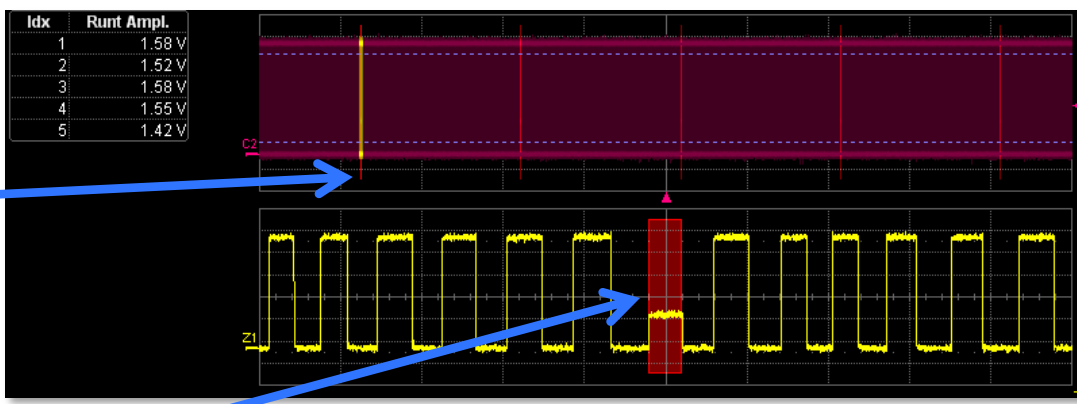 Idx Runt Ampl.
1 1.58 V
2 1.52 V
3 1.58 V
4 1.55 V
5 1.42 V
C2
Z1